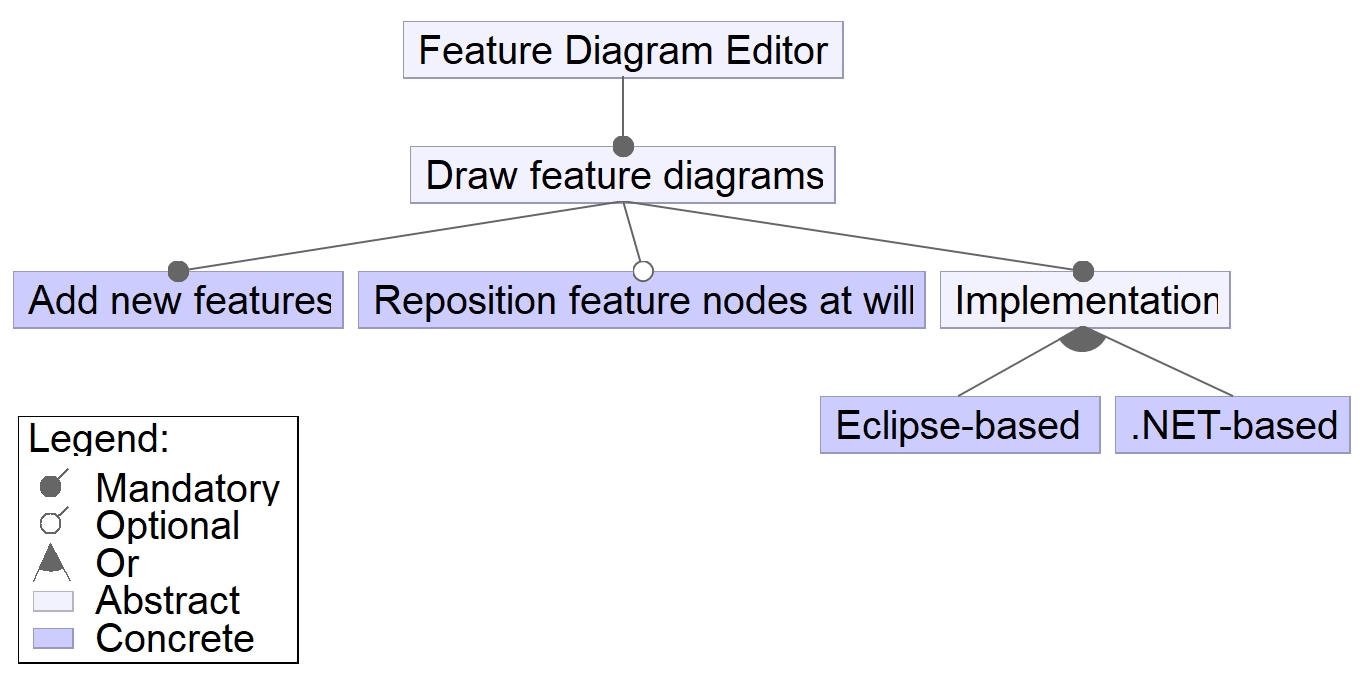 Feature Diagram Editor
Draw feature diagrams
Add new features
Reposition feature nodes at will
Implementation
Eclipse-based
.NET-based
Legend:
Mandatory
Optional
Or
Abstract
Concrete